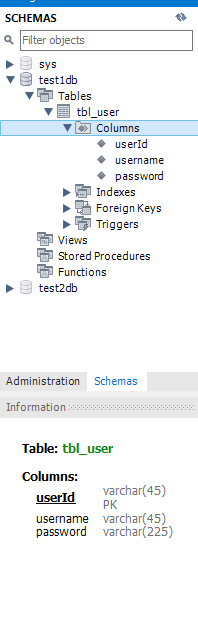 SCHEMAS
Filter objects
sys
test1db
Tables
tbl_user
Columns
userId
username
password
Indexes
Foreign Keys
Triggers
Views
Stored Procedures
Functions
test2db
Administration Schemas
Information
Table: tbl_user
Columns:
userId varchar(45)
PK
username varchar(45)
password varchar(225)